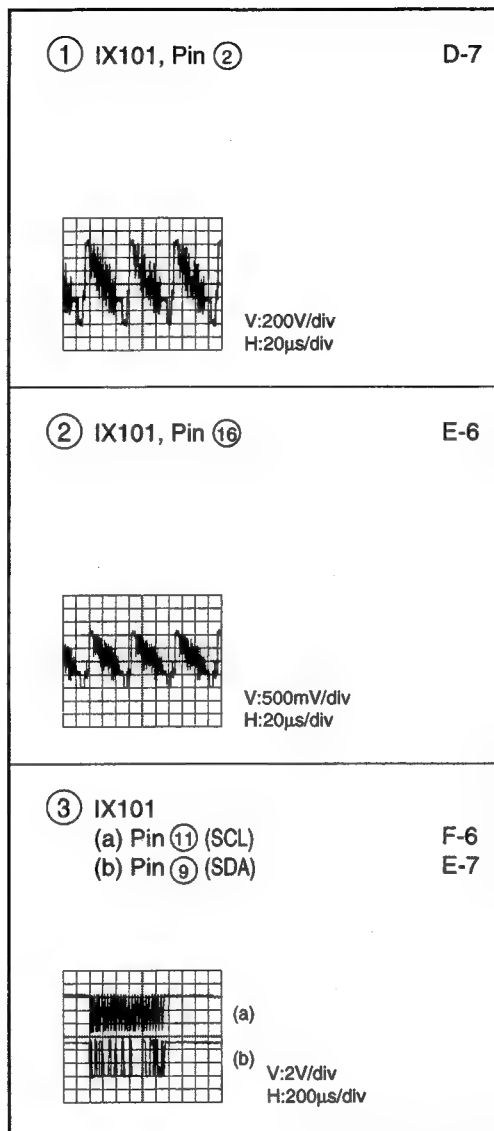 ① IX101, Pin ② D-7
V:200V/div
H:20µs/div
② IX101, Pin ⑯ E-6
V:500mV/div
H:20µs/div
③ IX101
(a) Pin ⑪ (SCL) F-6
(b) Pin ⑨ (SDA) E-7
(a)
(b)
V:2V/div
H:200µs/div